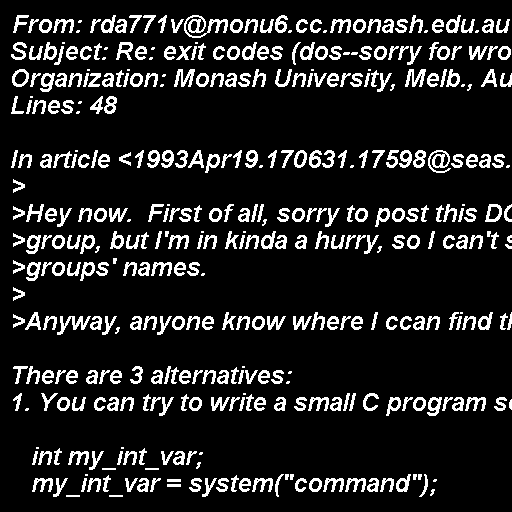 From: rda771v@monu6.cc.monash.edu.au
Subject: Re: exit codes (dos--sorry for wro
Organization: Monash University, Melb., Au
Lines: 48

In article <1993Apr19.170631.17598@seas.
>
>Hey now.  First of all, sorry to post this DO
>group, but I'm in kinda a hurry, so I can't s
>groups' names.
>
>Anyway, anyone know where I ccan find th

There are 3 alternatives:
1. You can try to write a small C program so

   int my_int_var;
   my_int_var = system("command");